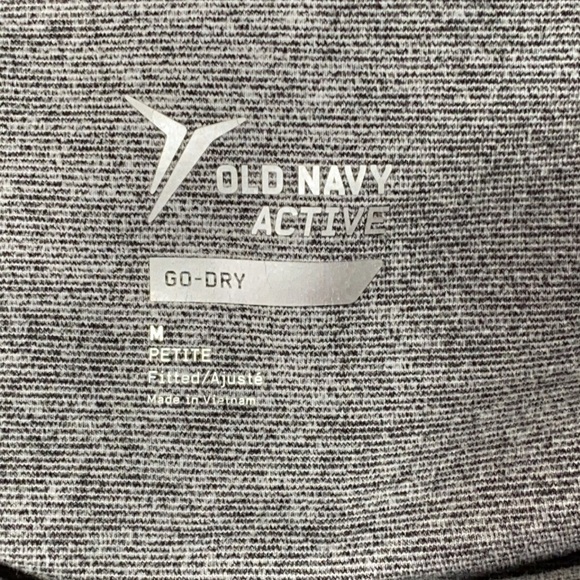 OLD NAVY
ACTIVE
GO-DRY
M
PETITE
Fitted/Ajusté
Made in Vietnam